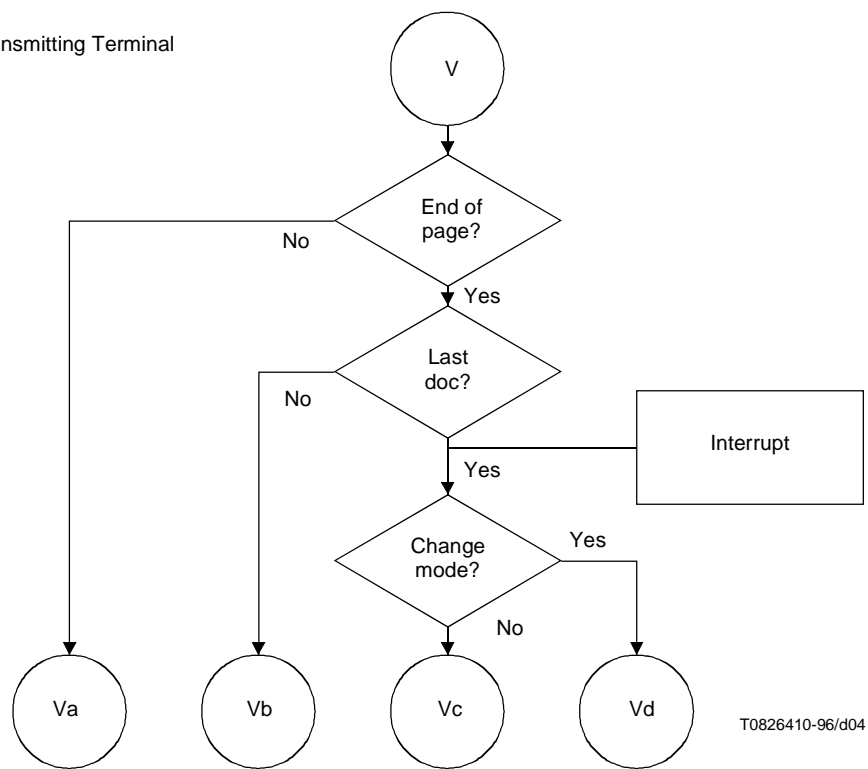 nsmitting Terminal
V
End of
page?
No
Yes
Last
doc?
No
Interrupt
Yes
Change
mode?
Yes
No
Va
Vb
Vc
Vd
T0826410-96/d04